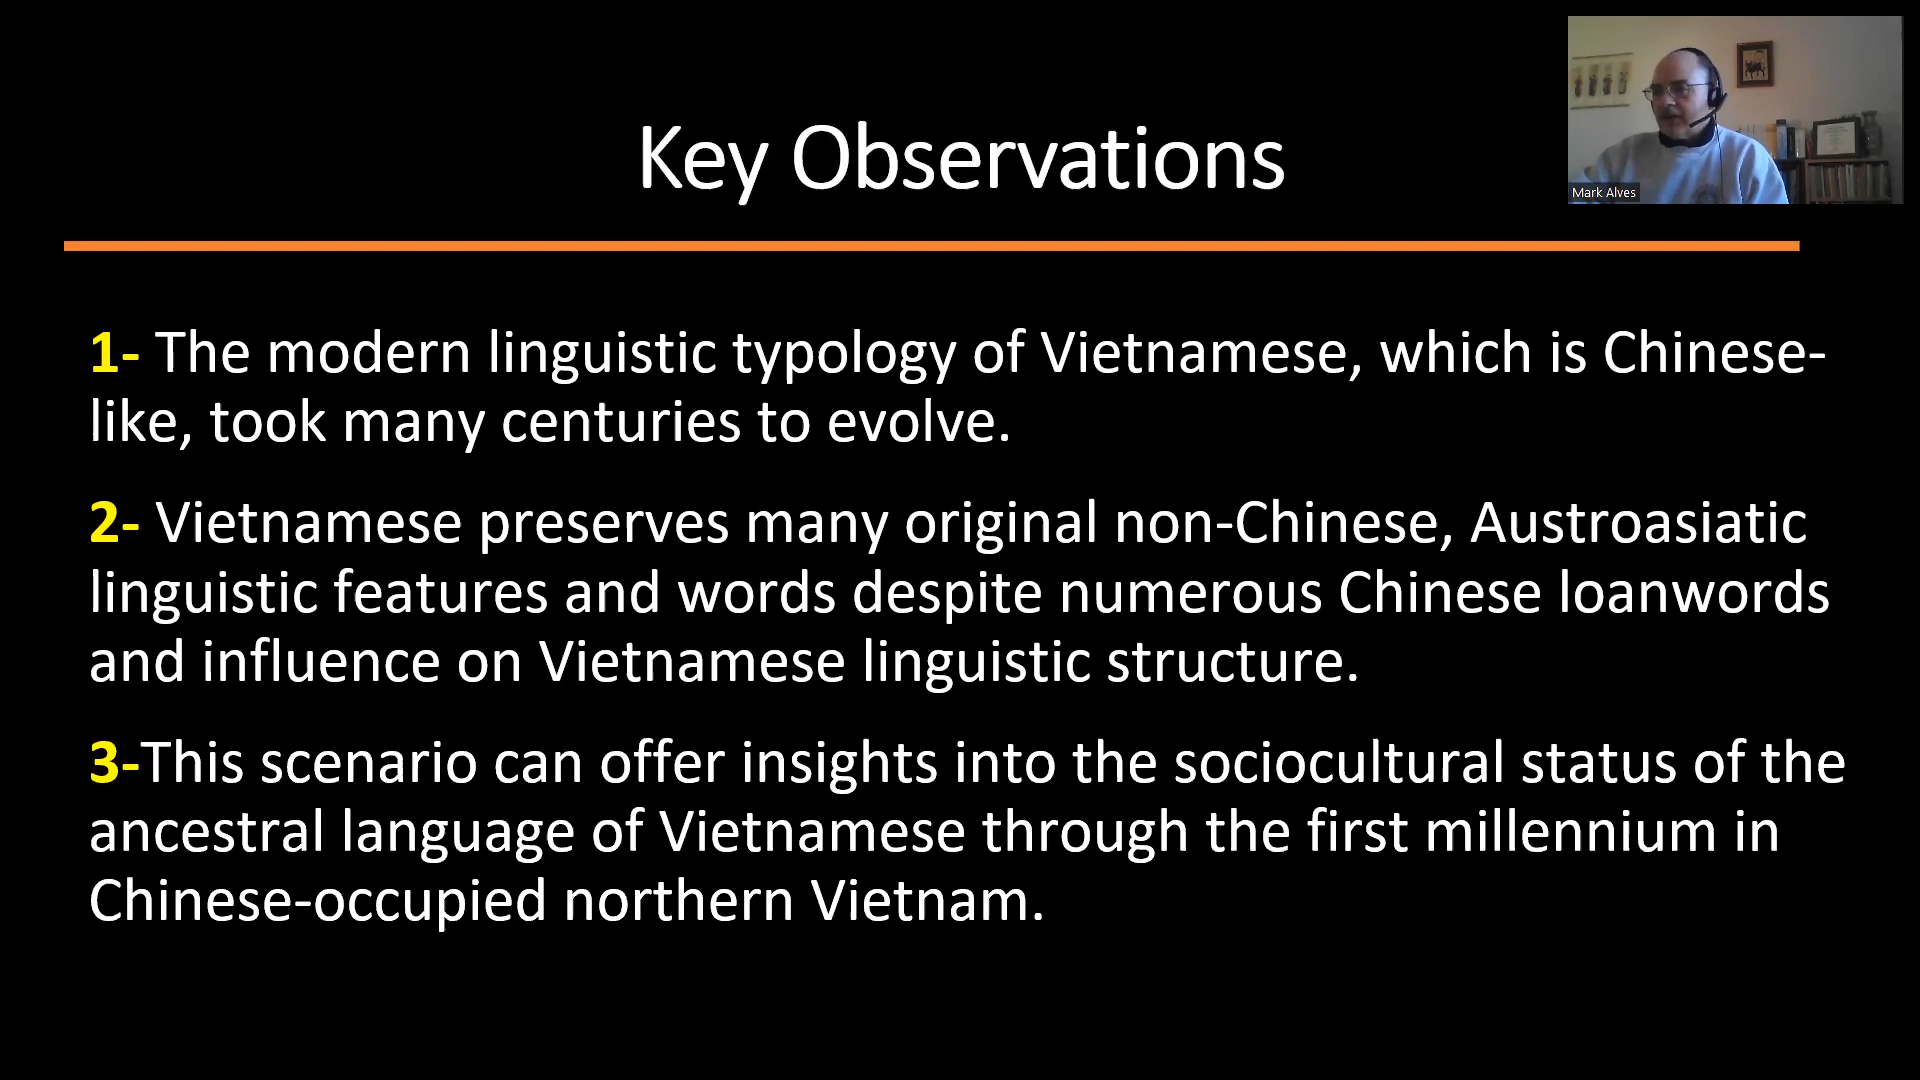 Key Observations
Mark Alves
1- The modern linguistic typology of Vietnamese, which is Chinese-
like, took many centuries to evolve.
2- Vietnamese preserves many original non-Chinese, Austroasiatic
linguistic features and words despite numerous Chinese loanwords
and influence on Vietnamese linguistic structure.
3-This scenario can offer insights into the sociocultural status of the
ancestral language of Vietnamese through the first millennium in
Chinese-occupied northern Vietnam.